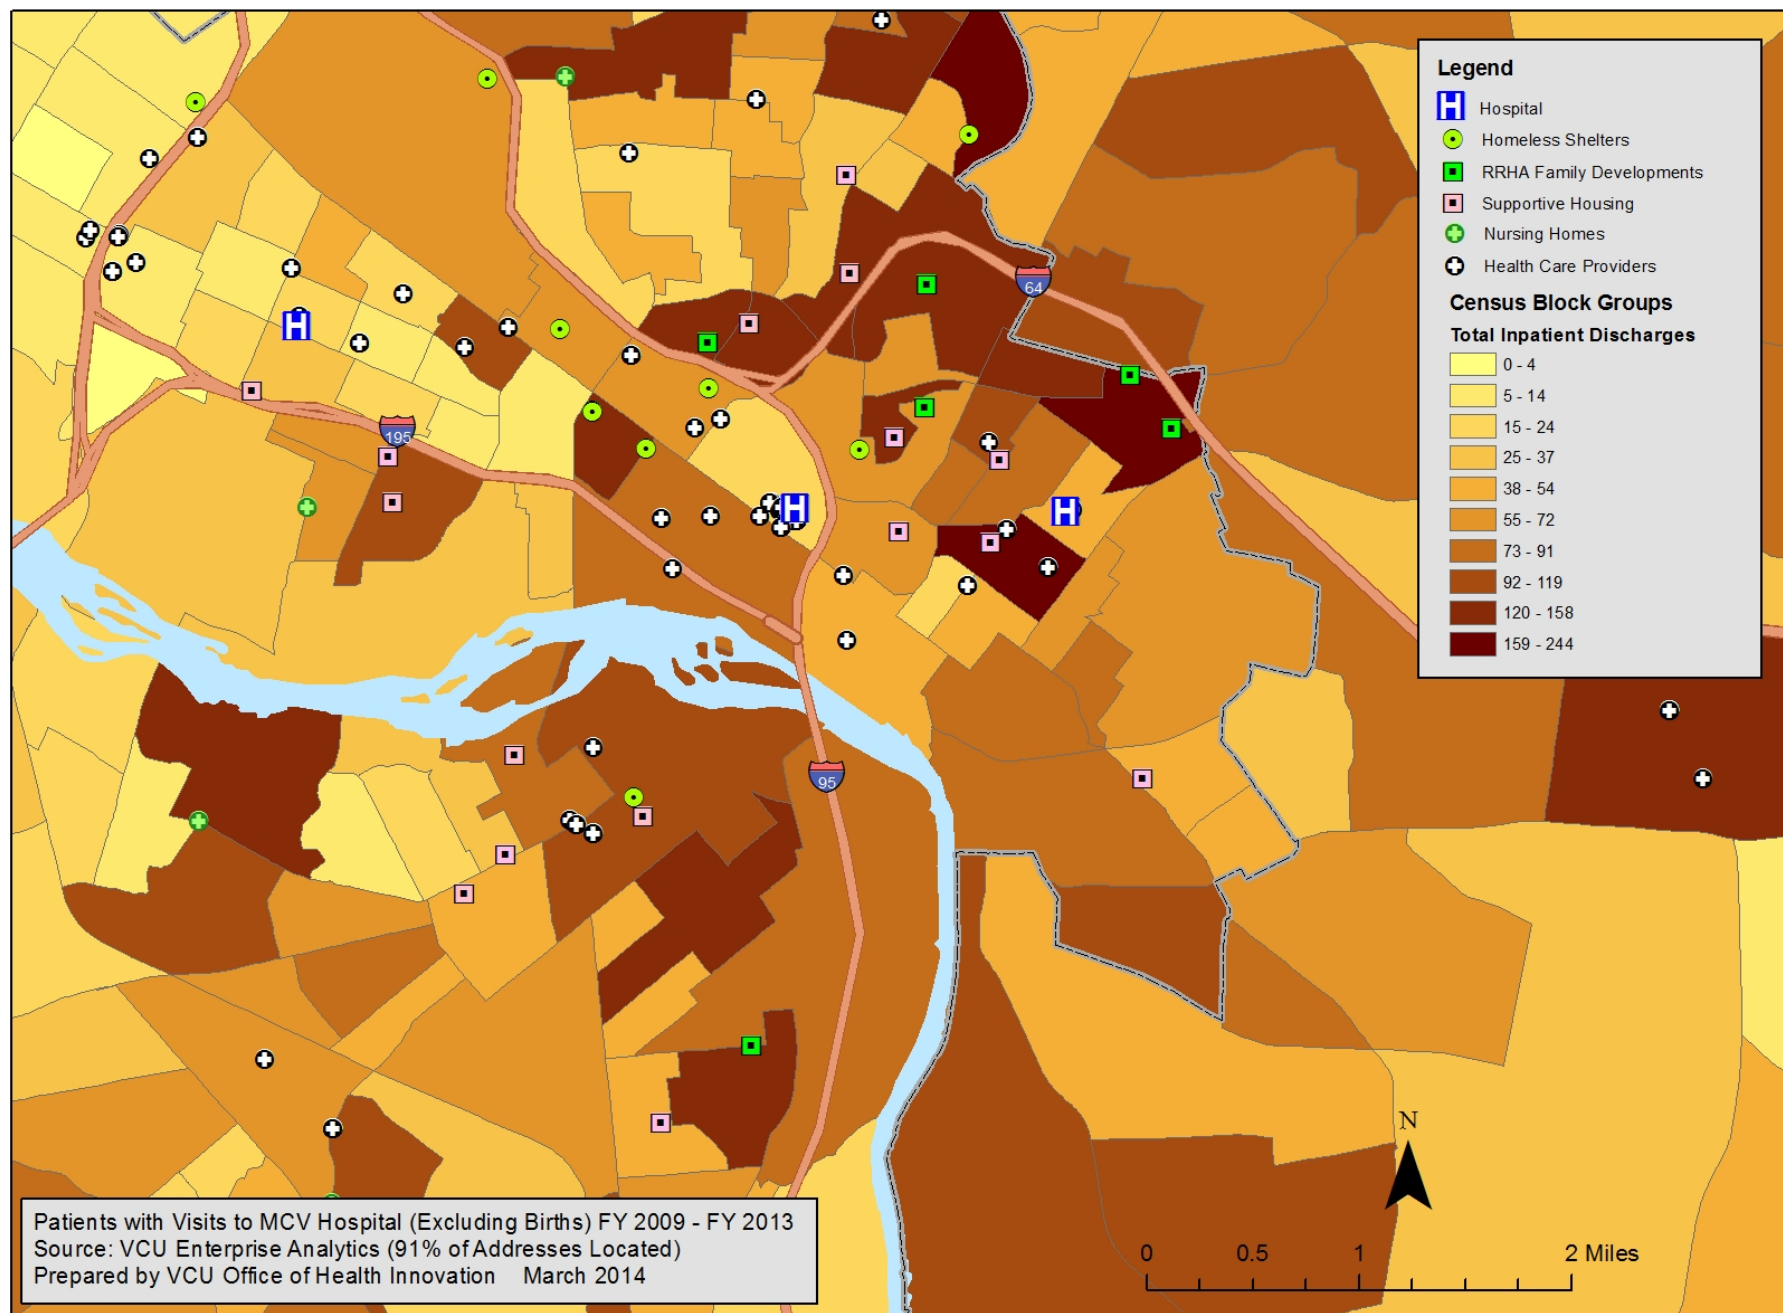 Legend
H Hospital
Homeless Shelters
RRHA Family Developments
Supportive Housing
Nursing Homes
Health Care Providers
Census Block Groups
Total Inpatient Discharges
0 - 4
5 - 14
15 - 24
25 - 37
38 - 54
55 - 72
73 - 91
92 - 119
120 - 158
159 - 244
64
H
195
H
H
95
N
0 0.5 1 2 Miles
Patients with Visits to MCV Hospital (Excluding Births) FY 2009 - FY 2013
Source: VCU Enterprise Analytics (91% of Addresses Located)
Prepared by VCU Office of Health Innovation March 2014